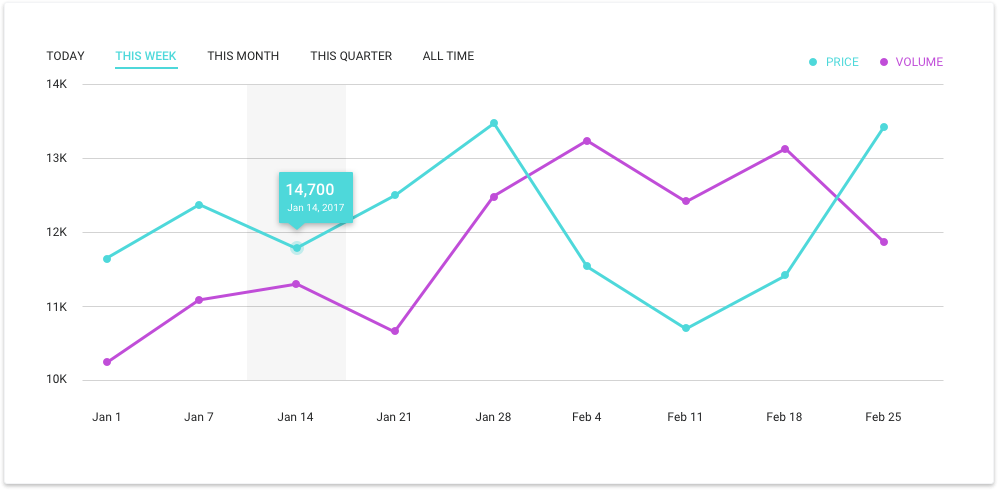 TODAY THIS WEEK THIS MONTH THIS QUARTER ALL TIME
PRICE VOLUME
14K
13K
14,700
Jan 14, 2017
12K
11K
10K
Jan 1 Jan 7 Jan 14 Jan 21 Jan 28 Feb 4 Feb 11 Feb 18 Feb 25